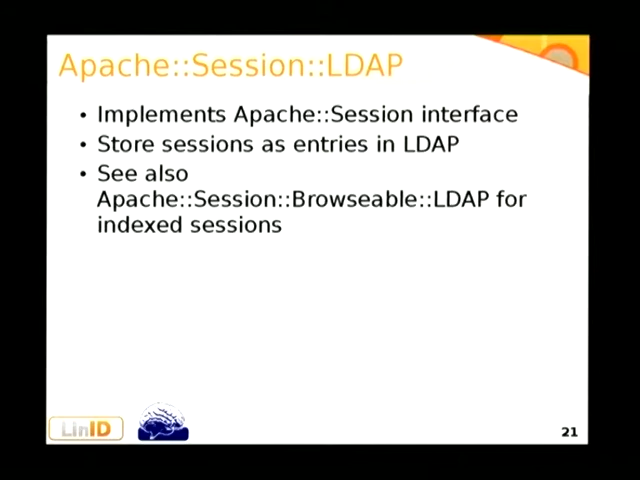 Apache::Session::LDAP
• Implements Apache::Session interface
• Store sessions as entries in LDAP
• See also
Apache::Session::Browseable::LDAP for
indexed sessions
LinID
21